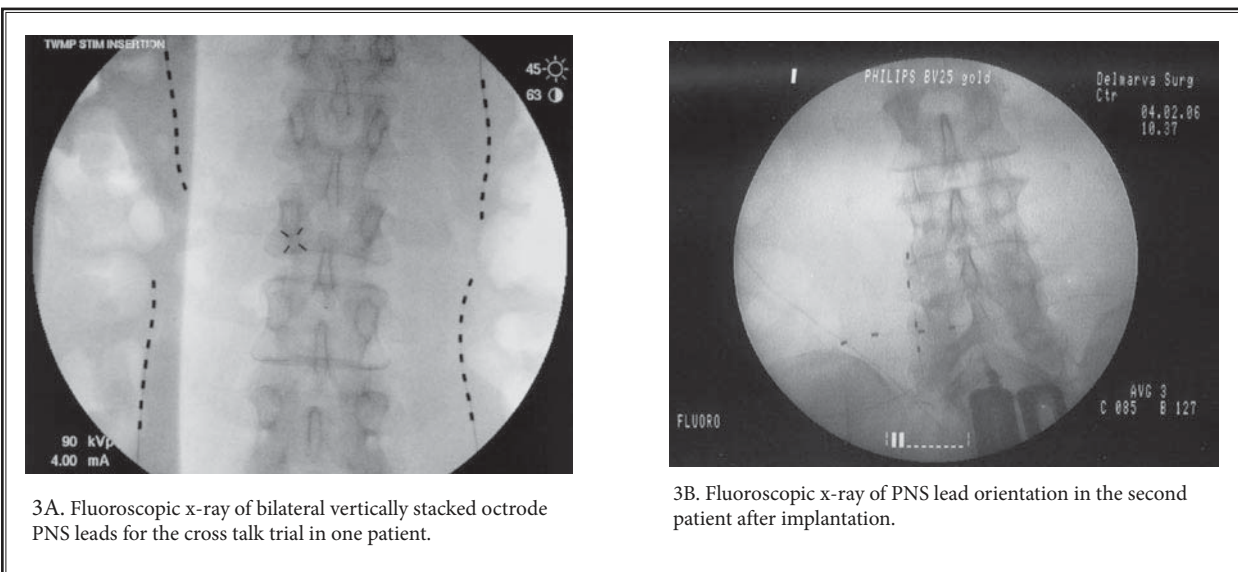 TWMP STIM INSERTION
45
63
90 kVp
4.00 mA
3A. Fluoroscopic x-ray of bilateral vertically stacked octrode
PNS leads for the cross talk trial in one patient.
PHILIPS BV25 gold
Delmarva Surg
Ctr
04.02.06
10.37
FLUORO
AVG 3
C 085 B 127
3B. Fluoroscopic x-ray of PNS lead orientation in the second
patient after implantation.